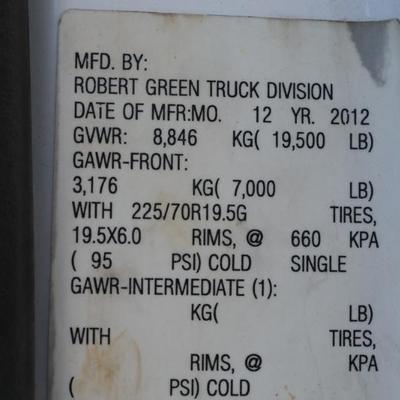 MFD. BY:
ROBERT GREEN TRUCK DIVISION
DATE OF MFR:MO. 12 YR. 2012
GVWR: 8,846 KG( 19,500 LB)
GAWR-FRONT:
3,176 KG( 7,000 LB)
WITH 225/70R19.5G TIRES,
19.5X6.0 RIMS, @ 660 KPA
( 95 PSI) COLD SINGLE
GAWR-INTERMEDIATE (1):
KG( LB)
WITH TIRES,
RIMS, @ KPA
( PSI) COLD